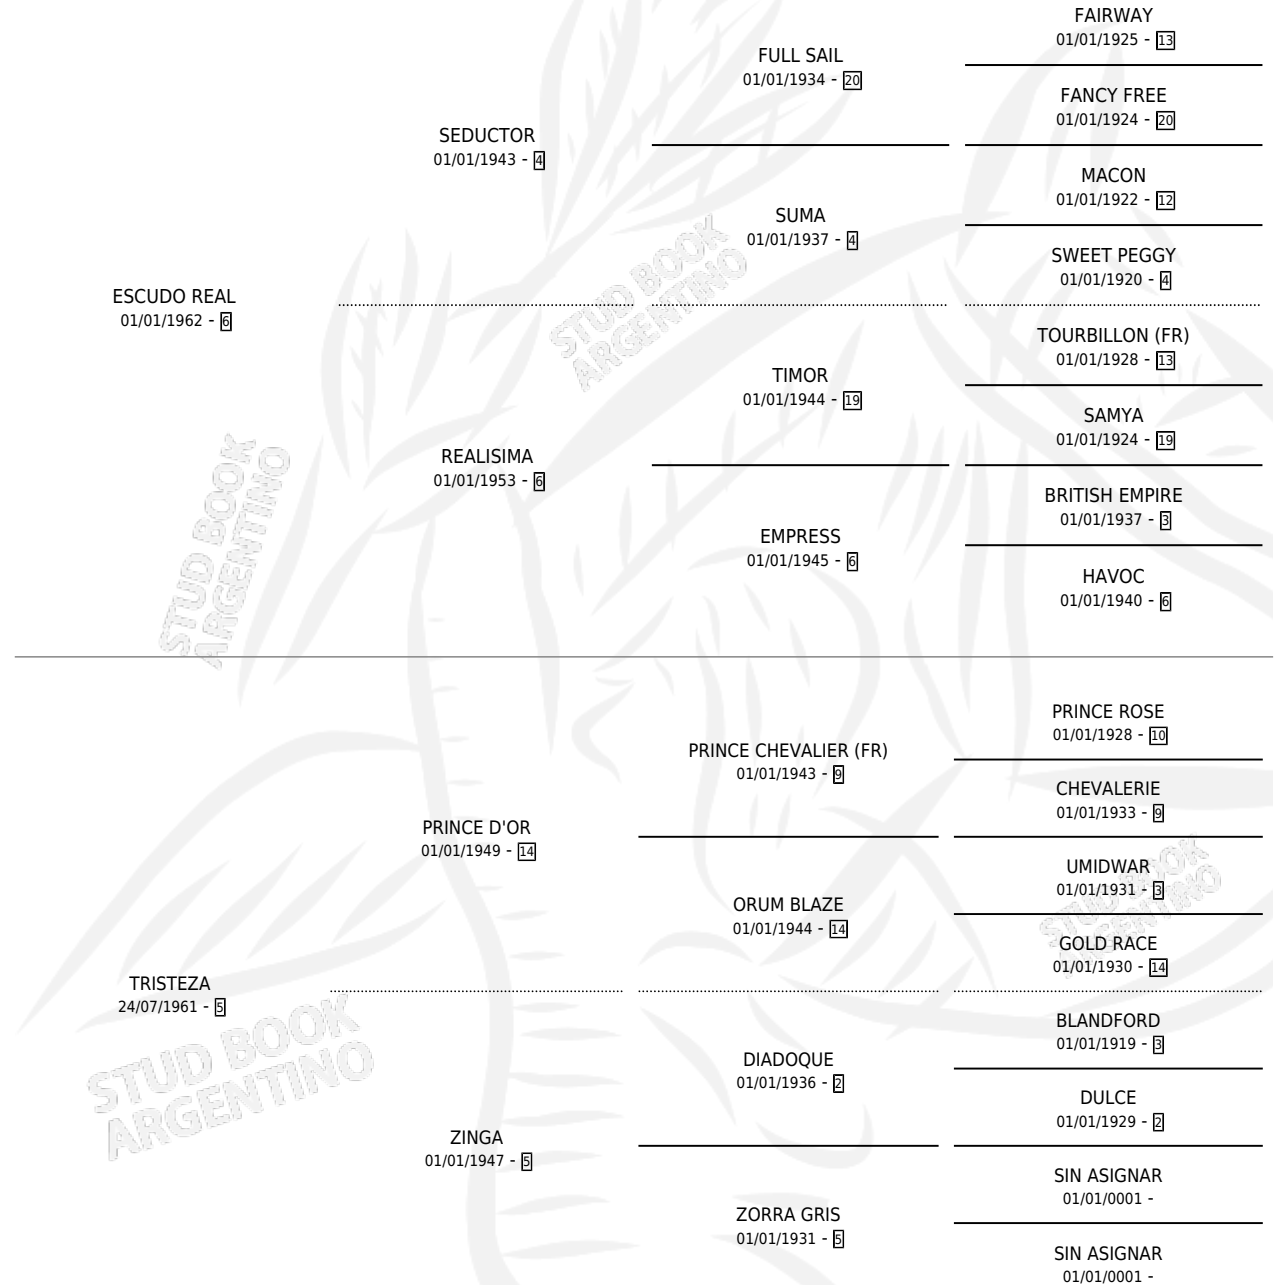 FAIRWAY
01/01/1925 - 13
FULL SAIL
01/01/1934 - 20
FANCY FREE
01/01/1924 - 20
SEDUCTOR
01/01/1943 - 4
MACON
01/01/1922 - 12
SUMA
01/01/1937 - 4
SWEET PEGGY
01/01/1920 - 4
ESCUDO REAL
01/01/1962 - 6
STUD BOOK
ARGENTINO
TOURBILLON (FR)
01/01/1928 - 13
TIMOR
01/01/1944 - 19
SAMYA
01/01/1924 - 19
REALISIMA
01/01/1953 - 6
BRITISH EMPIRE
01/01/1937 - 3
EMPRESS
01/01/1945 - 6
HAVOC
01/01/1940 - 6
STUD BOOK
ARGENTINO
PRINCE ROSE
01/01/1928 - 10
PRINCE CHEVALIER (FR)
01/01/1943 - 9
CHEVALERIE
01/01/1933 - 9
PRINCE D'OR
01/01/1949 - 14
UMIDWAR
01/01/1931 - 3
ORUM BLAZE
01/01/1944 - 14
STUD BOOK
ARGENTINO
GOLD RACE
01/01/1930 - 14
TRISTEZA
24/07/1961 - 5
BLANDFORD
01/01/1919 - 3
STUD BOOK
ARGENTINO
DIADOQUE
01/01/1936 - 2
DULCE
01/01/1929 - 2
ZINGA
01/01/1947 - 5
SIN ASIGNAR
01/01/0001 -
ZORRA GRIS
01/01/1931 - 5
SIN ASIGNAR
01/01/0001 -